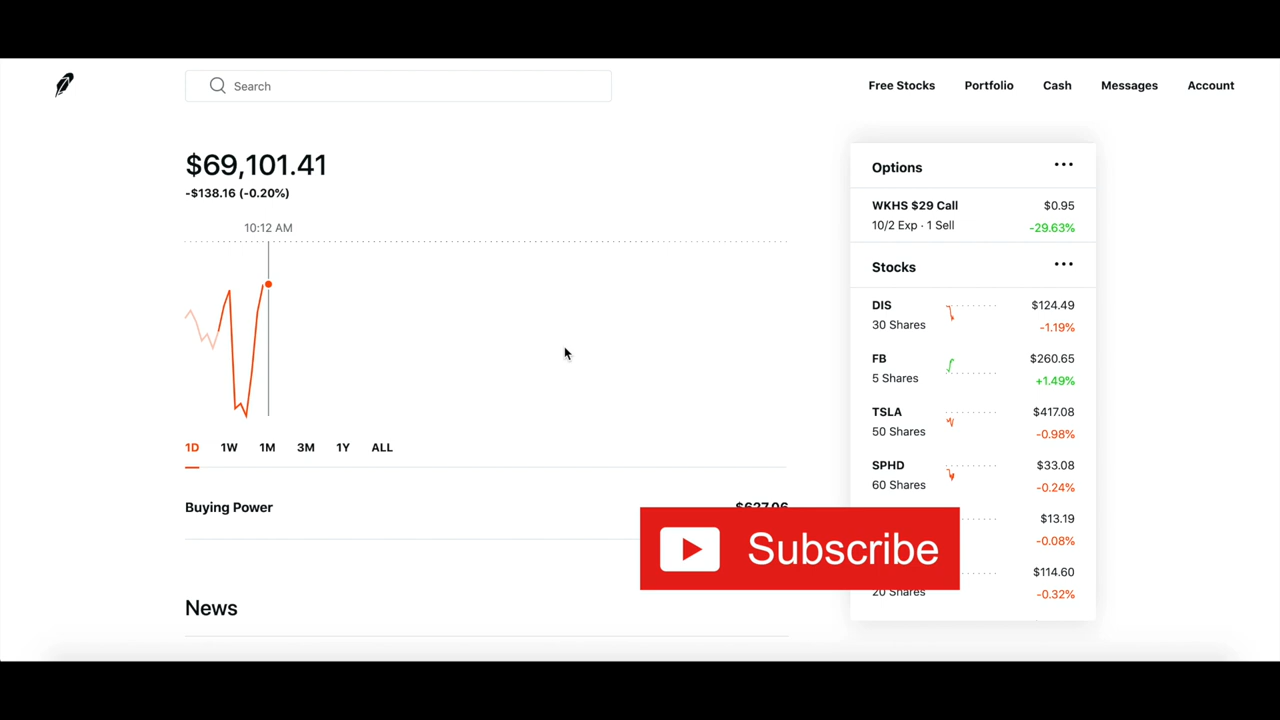 Search
Free Stocks
Portfolio
Cash
Messages
Account
$69,101.41
-$138.16 (-0.20%)
10:12 AM
1D
1W
1M
3M
1Y
ALL
Buying Power
$627.06
News
Options
WKHS $29 Call
$0.95
10/2 Exp · 1 Sell
-29.63%
Stocks
DIS
$124.49
30 Shares
-1.19%
FB
$260.65
5 Shares
+1.49%
TSLA
$417.08
50 Shares
-0.98%
SPHD
$33.08
60 Shares
-0.24%
$13.19
-0.08%
$114.60
20 Shares
-0.32%
Subscribe